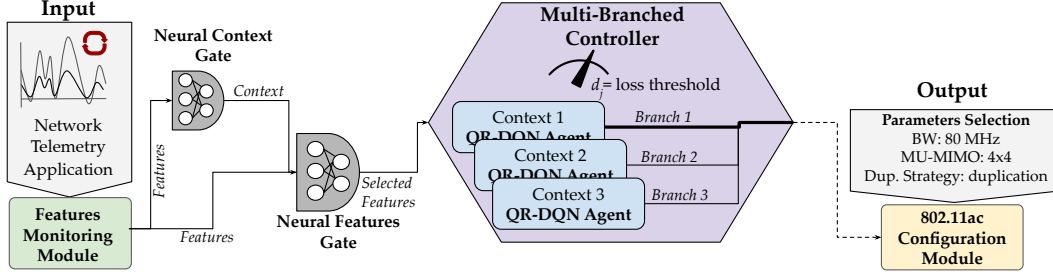 Input
Network
Telemetry
Application
Features
Monitoring
Module
Features
Features
Neural Context
Gate
Context
Neural Features
Gate
Selected
Features
Multi-Branched
Controller
d_j = loss threshold
Context 1
QR-DQN Agent
Branch 1
Context 2
QR-DQN Agent
Branch 2
Context 3
QR-DQN Agent
Branch 3
Output
Parameters Selection
BW: 80 MHz
MU-MIMO: 4x4
Dup. Strategy: duplication
802.11ac
Configuration
Module